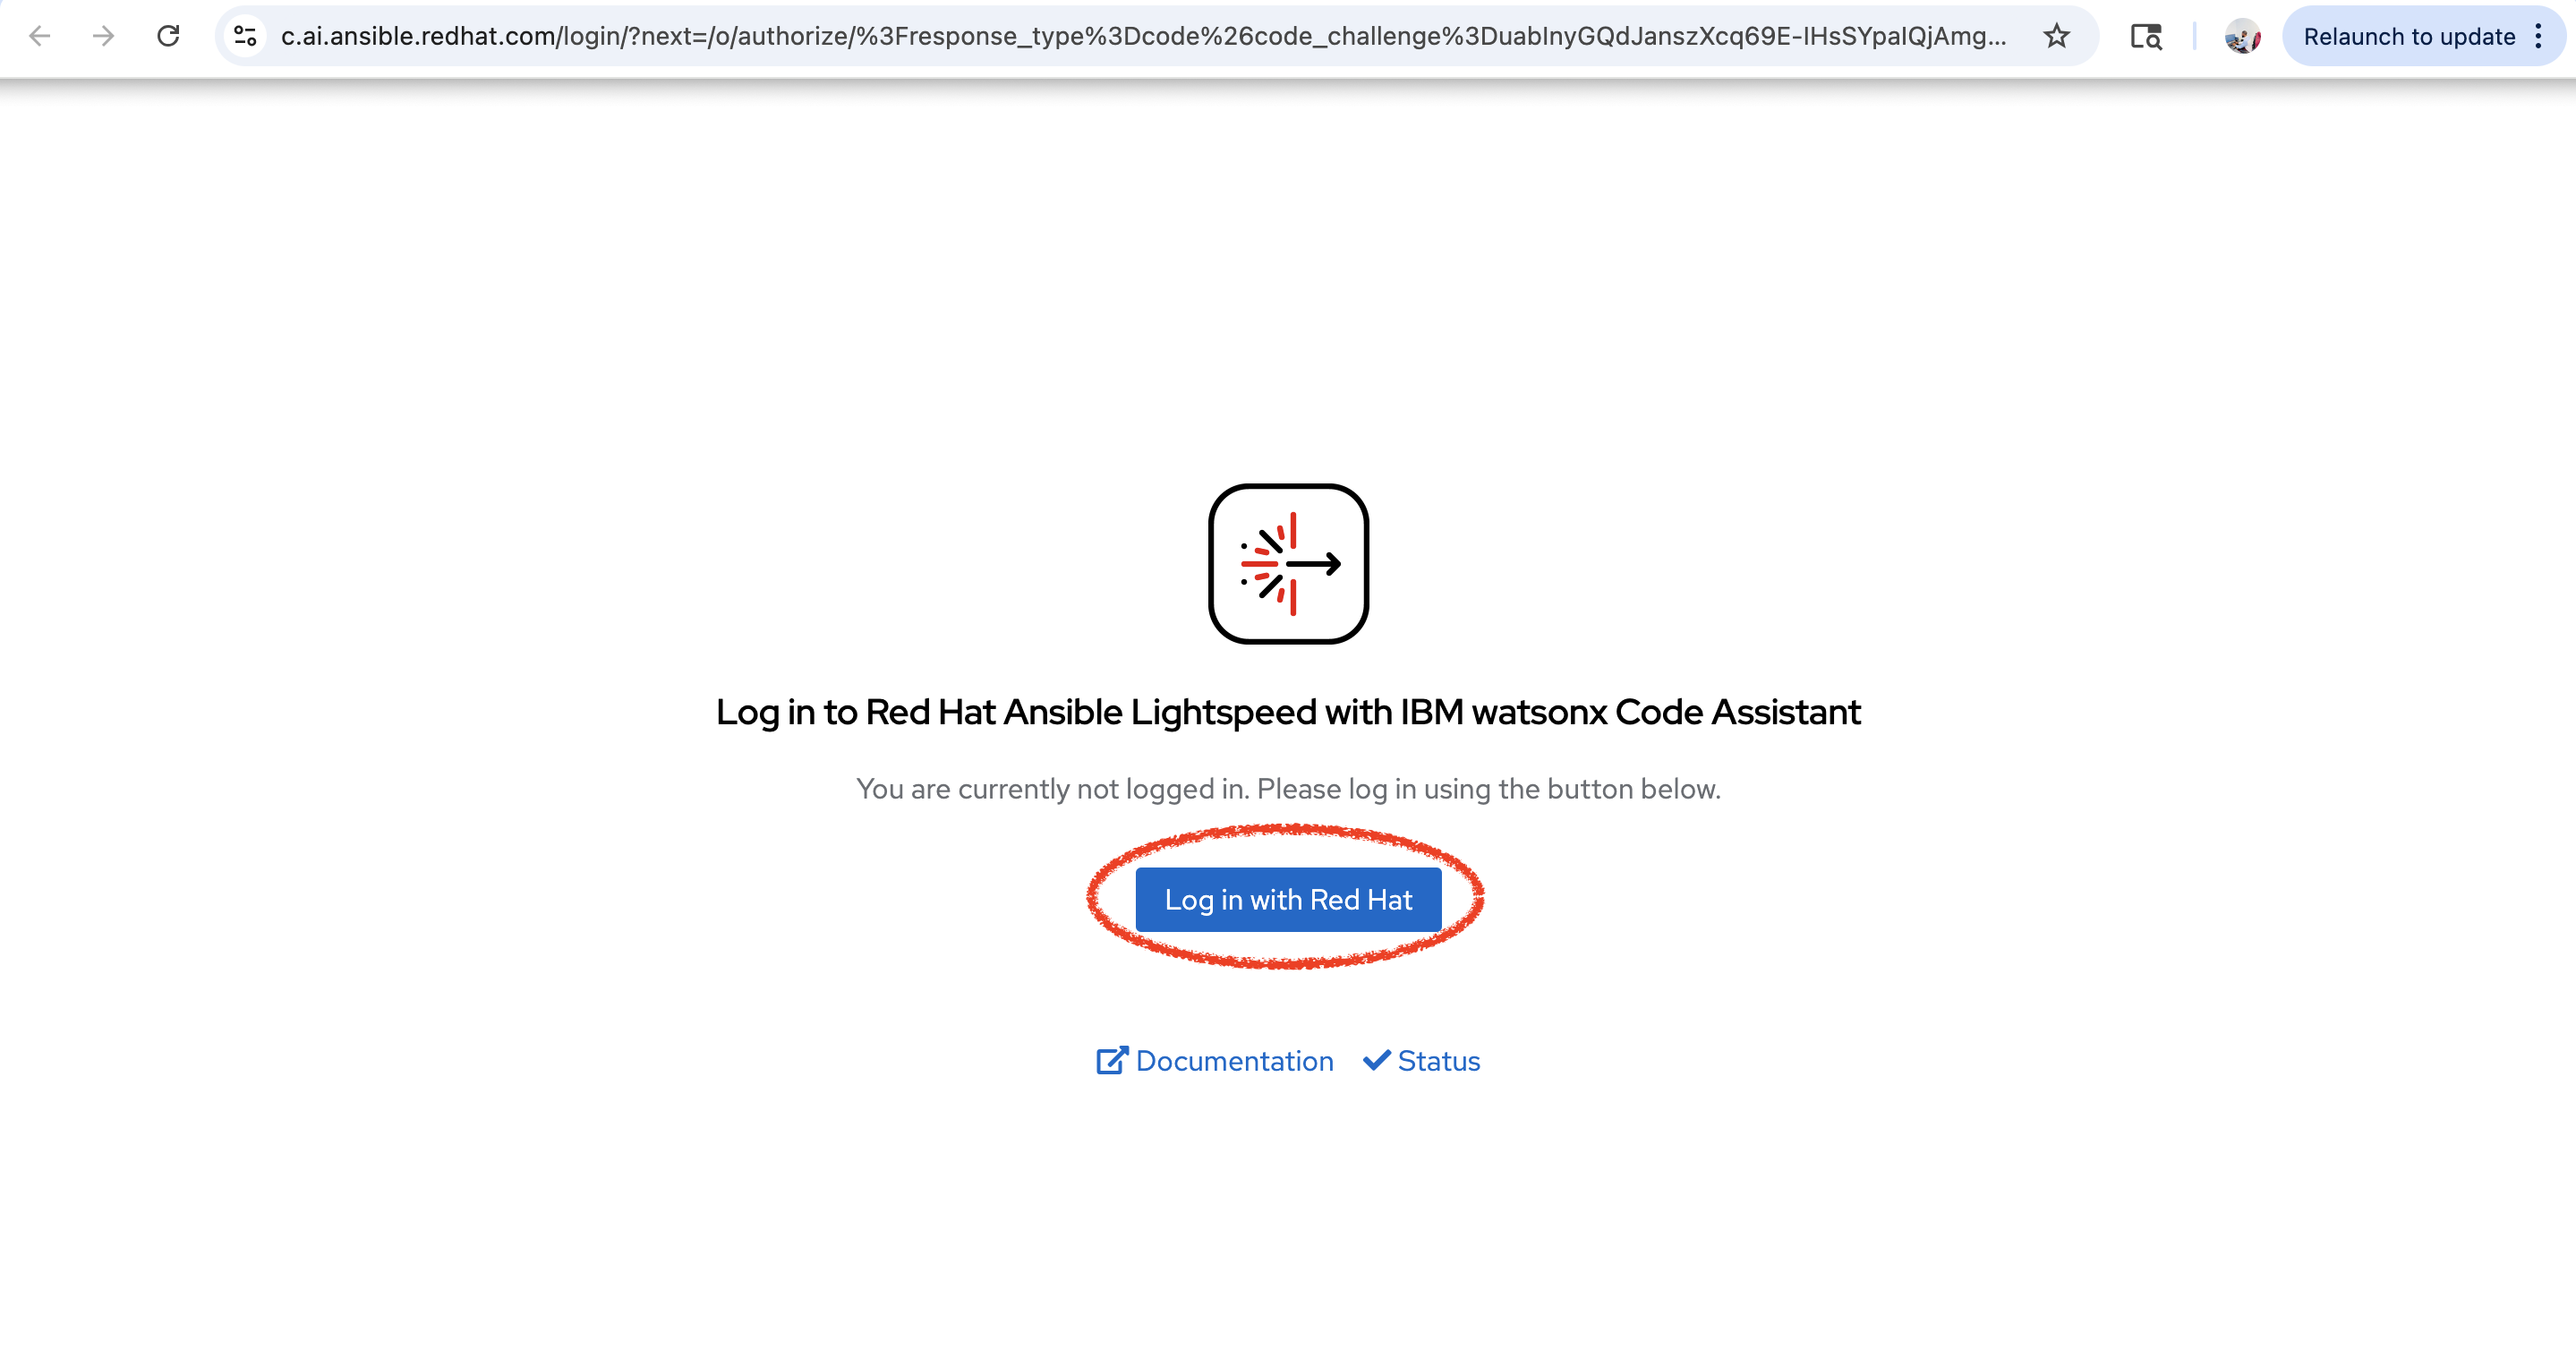 c.ai.ansible.redhat.com/login/?next=/o/authorize/%3Fresponse_type%3Dcode%26code_challenge%3DuablnyGQdJanszXcq69E-IHsSYpaIQjAmg...
Relaunch to update
Log in to Red Hat Ansible Lightspeed with IBM watsonx Code Assistant
You are currently not logged in. Please log in using the button below.
Log in with Red Hat
Documentation
Status